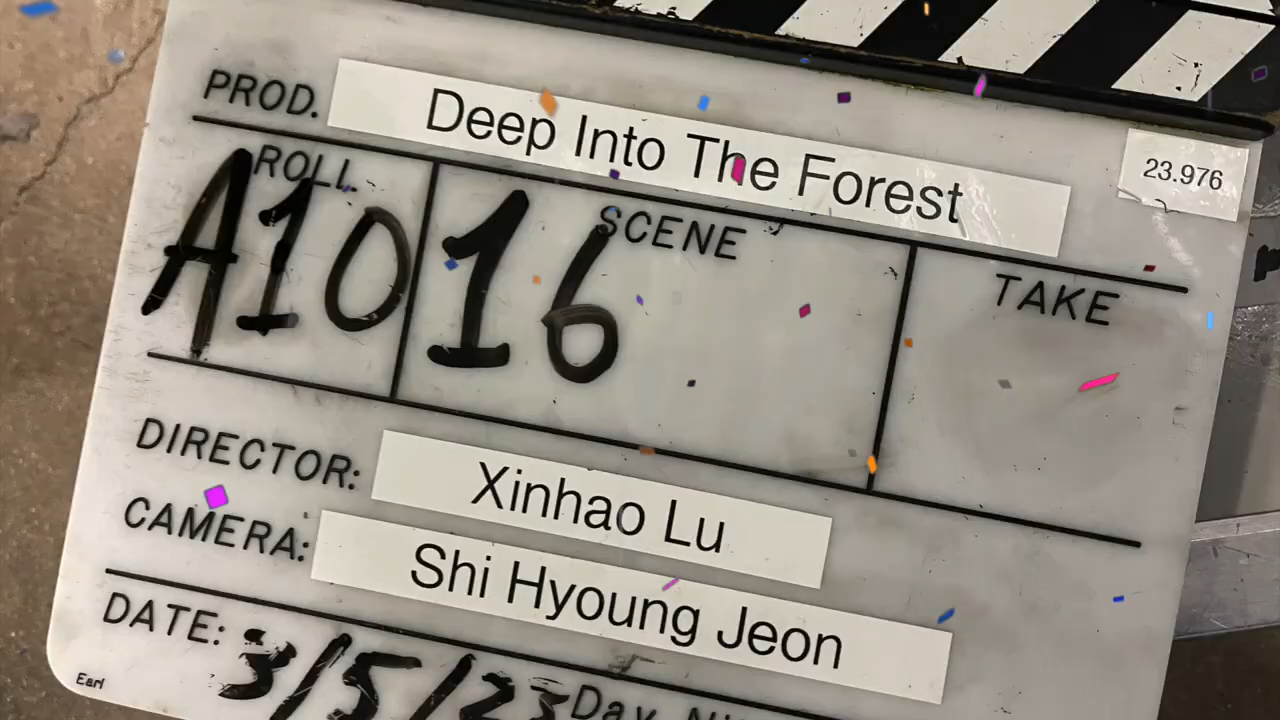 PROD. Deep Into The Forest
23.976
ROLL SCENE TAKE
A10 16
DIRECTOR: Xinhao Lu
CAMERA: Shi Hyoung Jeon
DATE: 3/5/23 Day
Earl